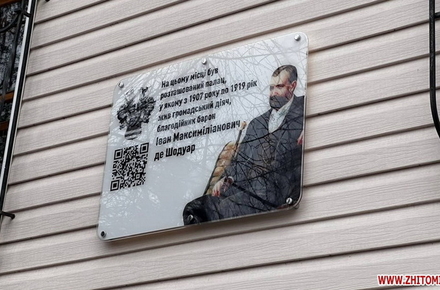 На цьому місці був
розташований палац,
у якому з 1907 року по 1919 рік
жив громадський діяч,
благодійник барон
Іван Максиміліанович
де Шодуар
WWW.ZHITOM